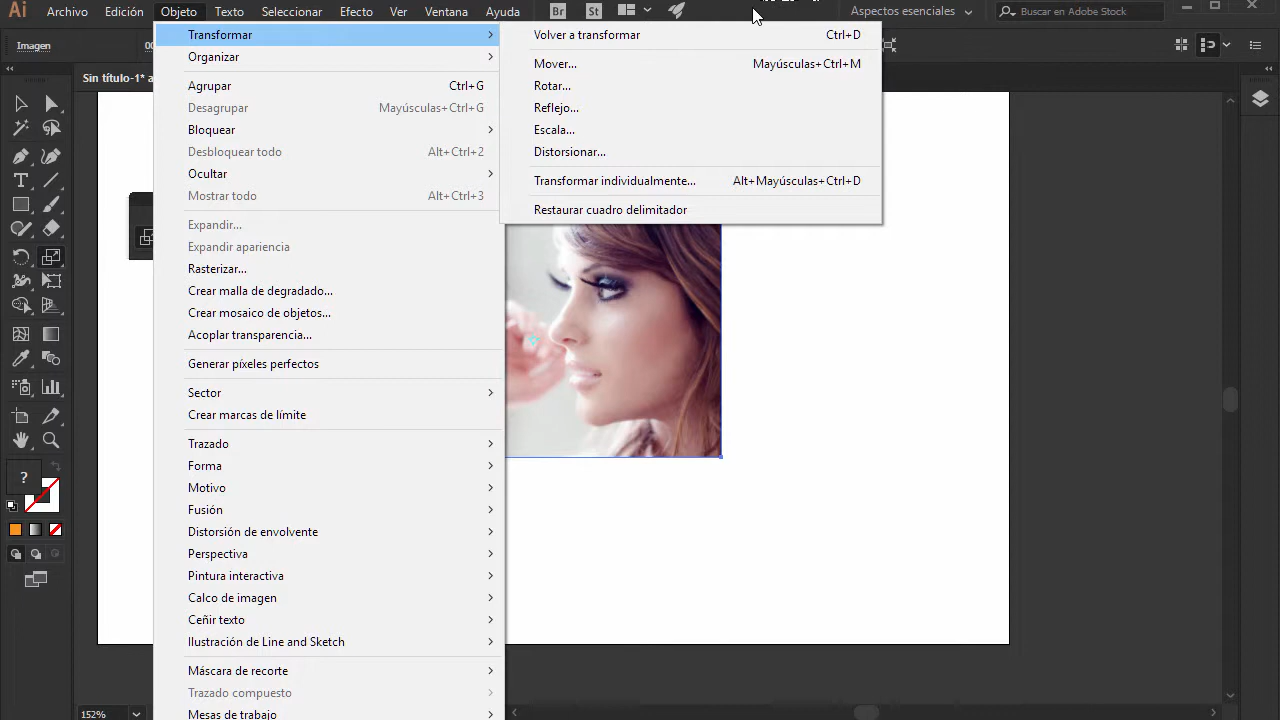 Ai Archivo Edición Objeto Texto Seleccionar Efecto Ver Ventana Ayuda Br St Aspectos esenciales Buscar en Adobe Stock
Imagen 00
Sin título-1* a
Transformar
Organizar
Agrupar Ctrl+G
Desagrupar Mayúsculas+Ctrl+G
Bloquear
Desbloquear todo Alt+Ctrl+2
Ocultar
Mostrar todo Alt+Ctrl+3
Expandir...
Expandir apariencia
Rasterizar...
Crear malla de degradado...
Crear mosaico de objetos...
Acoplar transparencia...
Generar píxeles perfectos
Sector
Crear marcas de límite
Trazado
Forma
Motivo
Fusión
Distorsión de envolvente
Perspectiva
Pintura interactiva
Calco de imagen
Ceñir texto
Ilustración de Line and Sketch
Máscara de recorte
Trazado compuesto
Mesas de trabajo
Volver a transformar Ctrl+D
Mover... Mayúsculas+Ctrl+M
Rotar...
Reflejo...
Escala...
Distorsionar...
Transformar individualmente... Alt+Mayúsculas+Ctrl+D
Restaurar cuadro delimitador
?
152%